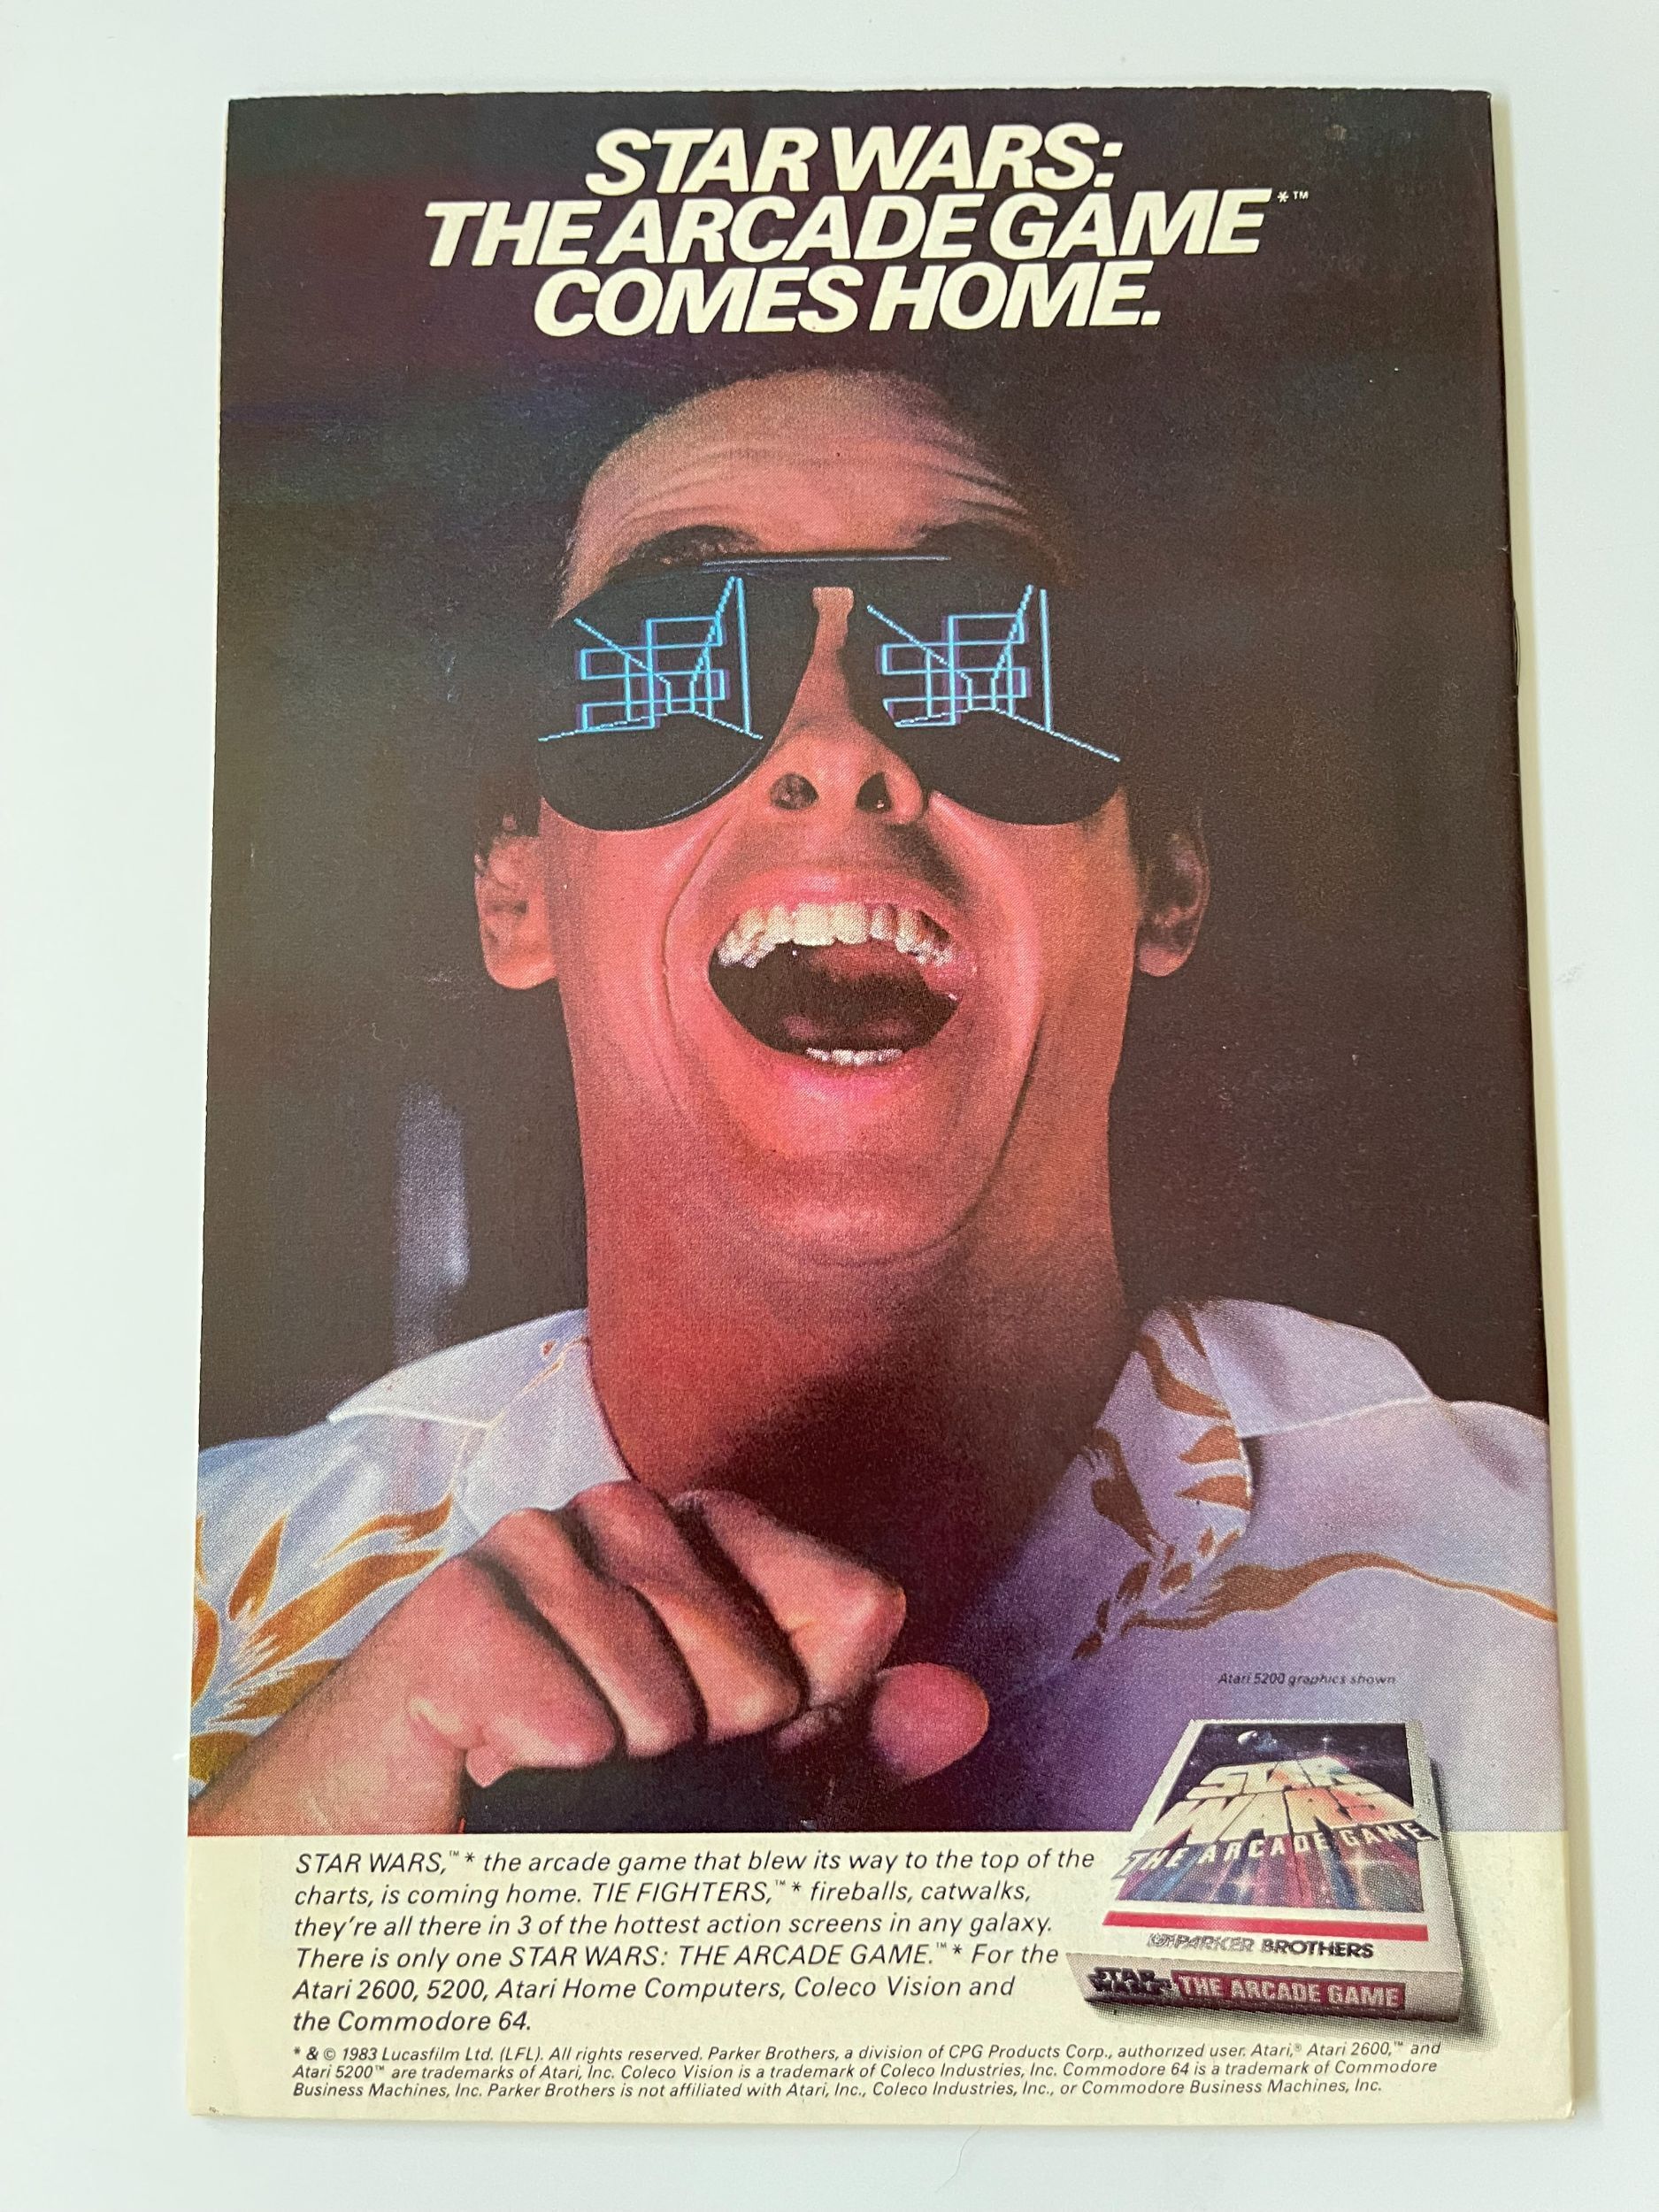 STAR WARS:
THE ARCADE GAME*™
COMES HOME.
Atari 5200 graphics shown
STAR WARS
THE ARCADE GAME
PARKER BROTHERS
STAR WARS THE ARCADE GAME
STAR WARS,™* the arcade game that blew its way to the top of the
charts, is coming home. TIE FIGHTERS,™* fireballs, catwalks,
they're all there in 3 of the hottest action screens in any galaxy.
There is only one STAR WARS: THE ARCADE GAME.™* For the
Atari 2600, 5200, Atari Home Computers, Coleco Vision and
the Commodore 64.
* & © 1983 Lucasfilm Ltd. (LFL). All rights reserved. Parker Brothers, a division of CPG Products Corp., authorized user. Atari,® Atari 2600,™ and
Atari 5200™ are trademarks of Atari, Inc. Coleco Vision is a trademark of Coleco Industries, Inc. Commodore 64 is a trademark of Commodore
Business Machines, Inc. Parker Brothers is not affiliated with Atari, Inc., Coleco Industries, Inc., or Commodore Business Machines, Inc.